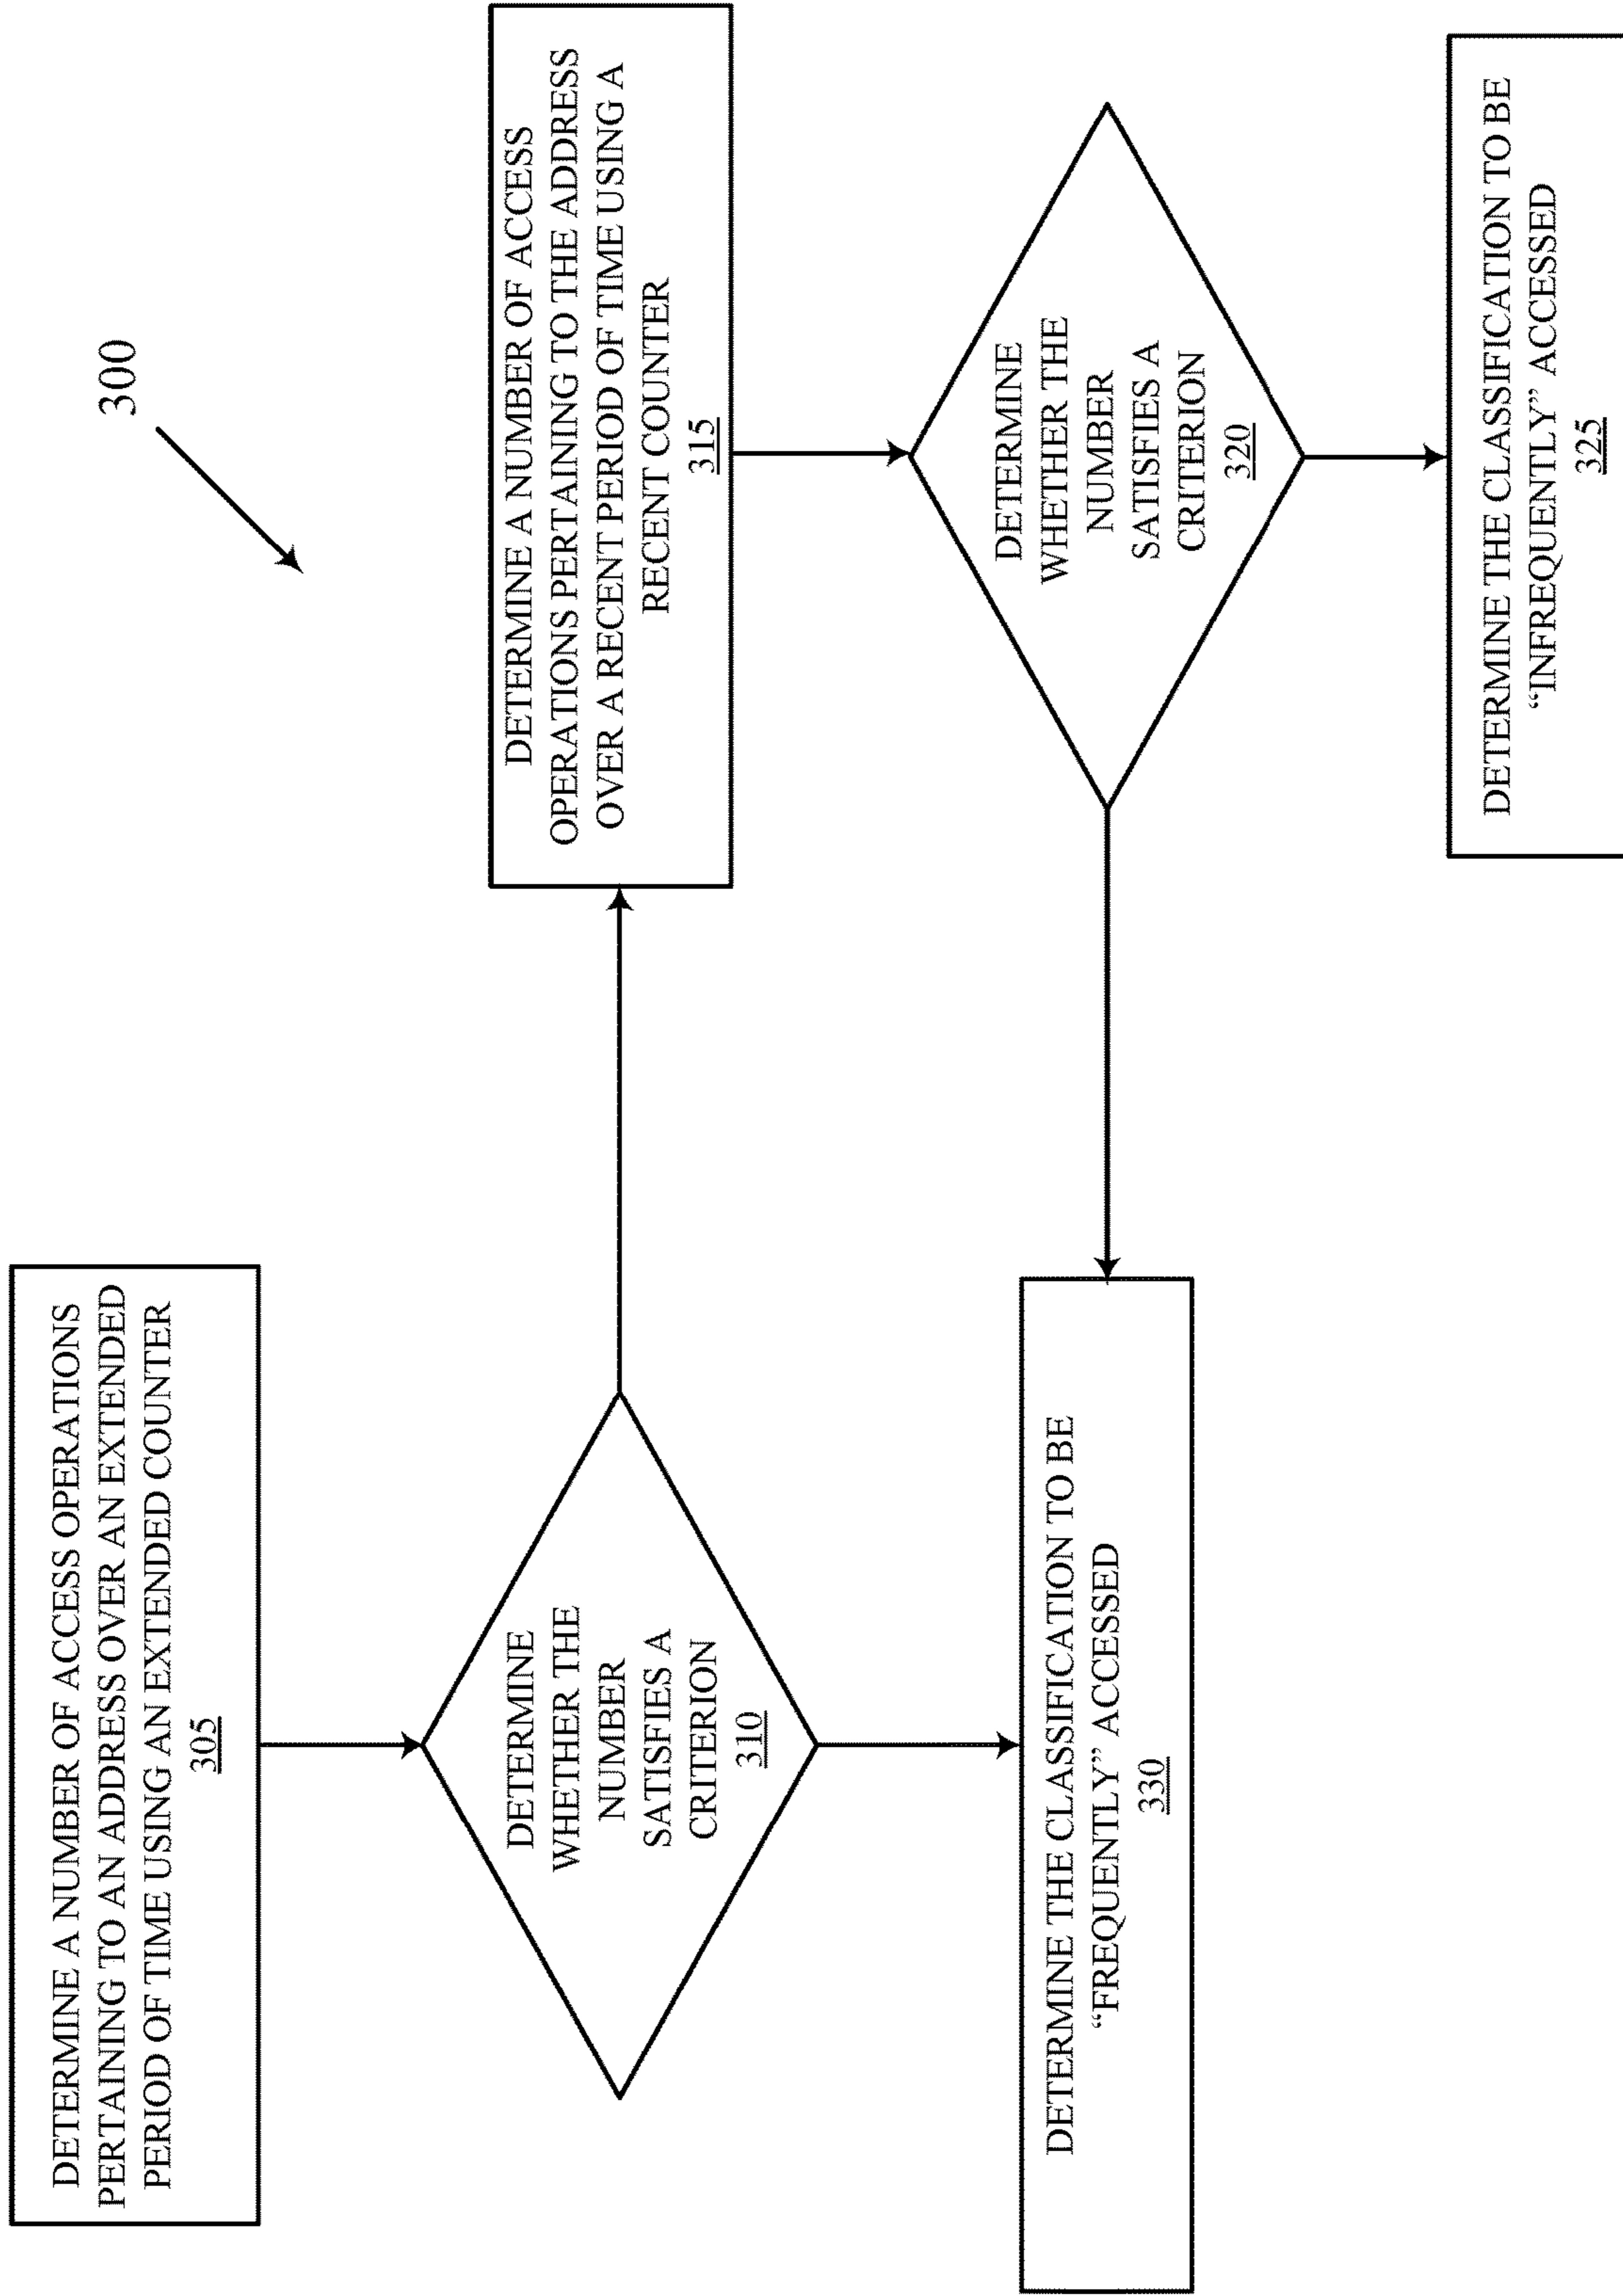 300
DETERMINE A NUMBER OF ACCESS OPERATIONS
PERTAINING TO AN ADDRESS OVER AN EXTENDED
PERIOD OF TIME USING AN EXTENDED COUNTER
305
DETERMINE
WHETHER THE
NUMBER
SATISFIES A
CRITERION
310
DETERMINE A NUMBER OF ACCESS
OPERATIONS PERTAINING TO THE ADDRESS
OVER A RECENT PERIOD OF TIME USING A
RECENT COUNTER
315
DETERMINE
WHETHER THE
NUMBER
SATISFIES A
CRITERION
320
DETERMINE THE CLASSIFICATION TO BE
“FREQUENTLY” ACCESSED
330
DETERMINE THE CLASSIFICATION TO BE
“INFREQUENTLY” ACCESSED
325